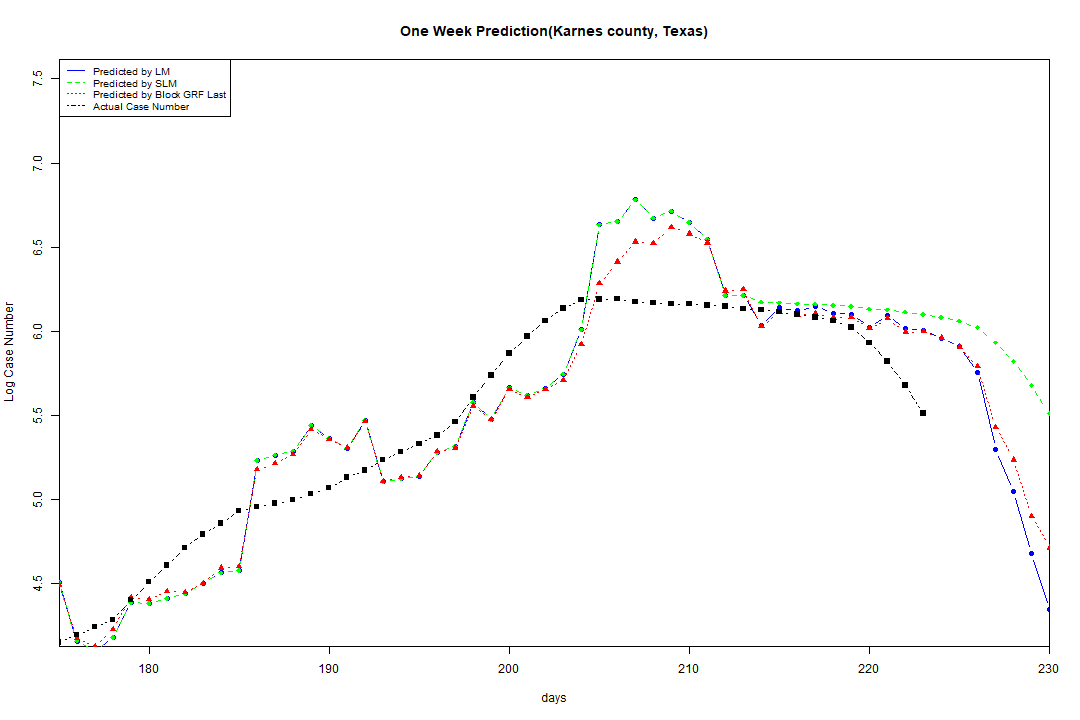 One Week Prediction(Karnes county, Texas)
Predicted by LM
Predicted by SLM
Predicted by Block GRF Last
Actual Case Number
7.5
7.0
6.5
6.0
5.5
5.0
4.5
Log Case Number
180 190 200 210 220 230
days